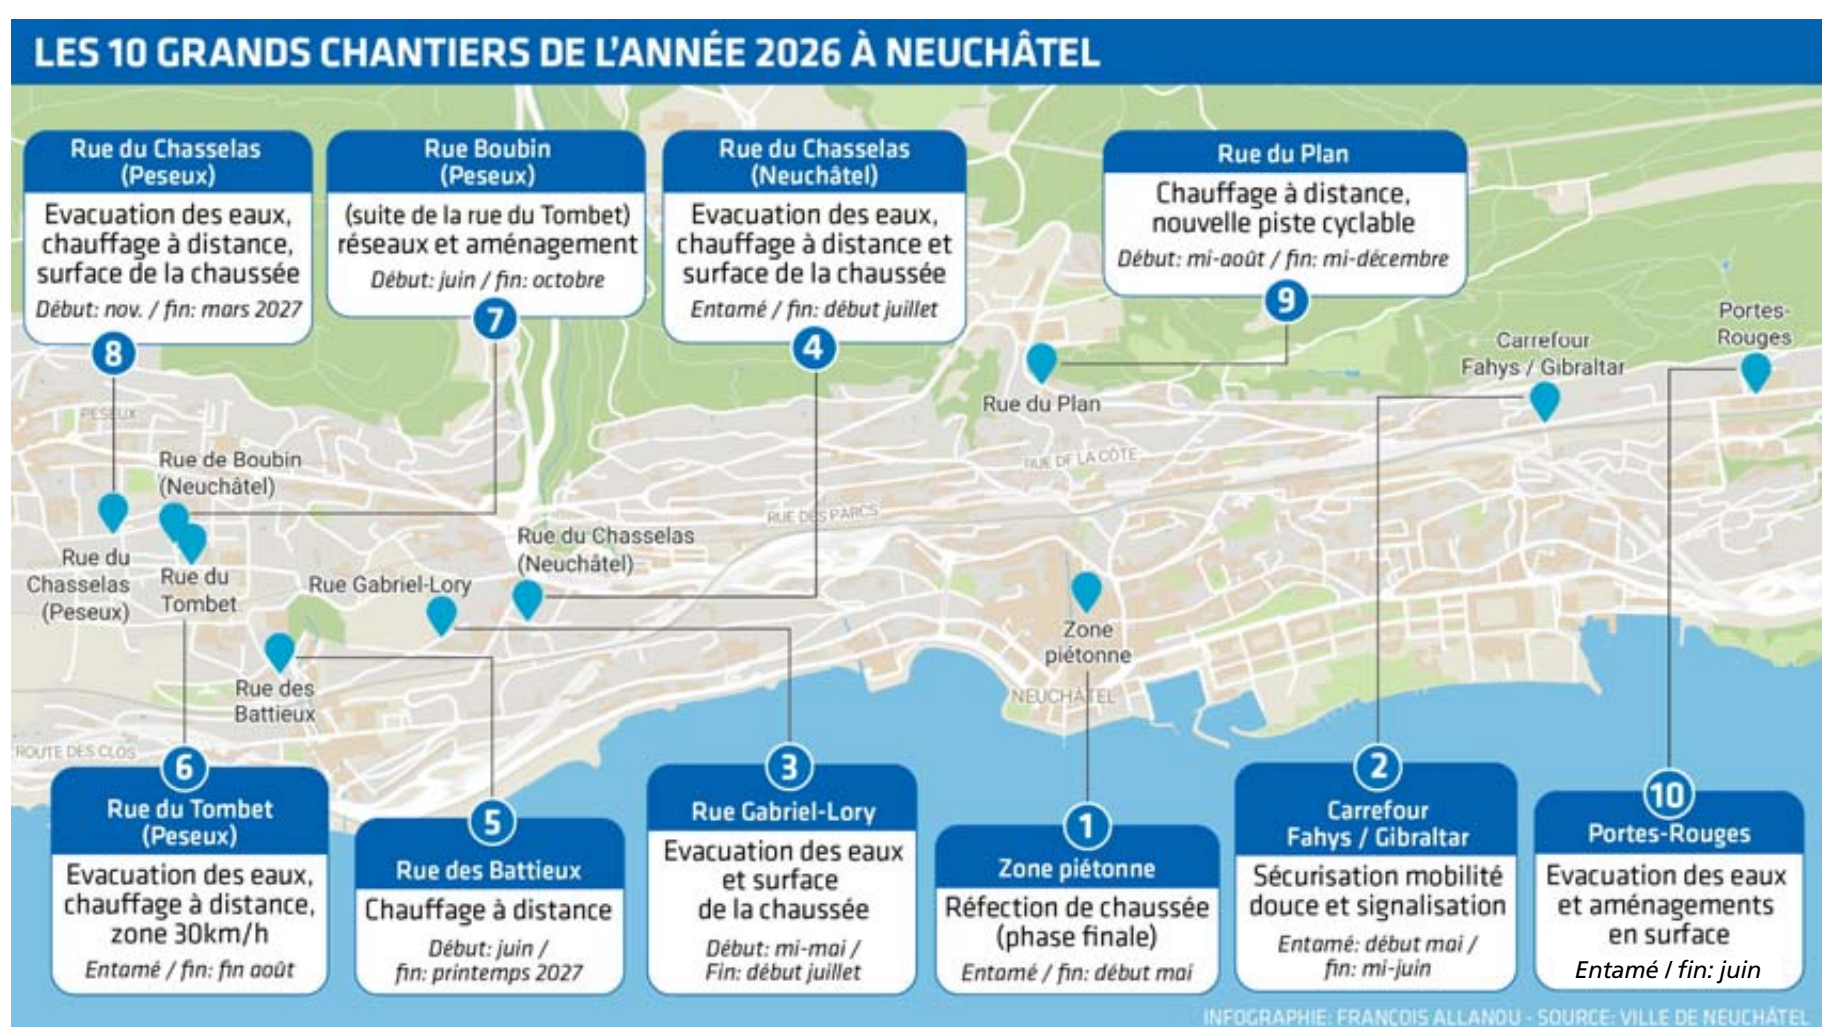 LES 10 GRANDS CHANTIERS DE L'ANNÉE 2026 À NEUCHÂTEL
Rue du Chasselas
(Peseux)
Evacuation des eaux,
chauffage à distance,
surface de la chaussée
Début: nov. / fin: mars 2027
8
Rue Boubin
(Peseux)
(suite de la rue du Tombet)
réseaux et aménagement
Début: juin / fin: octobre
7
Rue du Chasselas
(Neuchâtel)
Evacuation des eaux,
chauffage à distance et
surface de la chaussée
Entamé / fin: début juillet
4
Rue du Plan
Chauffage à distance,
nouvelle piste cyclable
Début: mi-août / fin: mi-décembre
9
Portes-
Rouges
Carrefour
Fahys / Gibraltar
Rue du Plan
PESEUX
RUE DE LA CÔTE
Rue de Boubin
(Neuchâtel)
RUE DES PARCS
Rue du Chasselas
(Neuchâtel)
Rue du
Chasselas
(Peseux)
Rue du
Tombet
Rue Gabriel-Lory
Zone
piétonne
Rue des
Battieux
NEUCHÂTEL
ROUTE DES CLOS
6
Rue du Tombet
(Peseux)
Evacuation des eaux,
chauffage à distance,
zone 30km/h
Entamé / fin: fin août
5
Rue des Battieux
Chauffage à distance
Début: juin /
fin: printemps 2027
3
Rue Gabriel-Lory
Evacuation des eaux
et surface
de la chaussée
Début: mi-mai /
Fin: début juillet
1
Zone piétonne
Réfection de chaussée
(phase finale)
Entamé / fin: début mai
2
Carrefour
Fahys / Gibraltar
Sécurisation mobilité
douce et signalisation
Entamé: début mai /
fin: mi-juin
10
Portes-Rouges
Evacuation des eaux
et aménagements
en surface
Entamé / fin: juin
INFOGRAPHIE: FRANÇOIS ALLANOU - SOURCE: VILLE DE NEUCHÂTEL